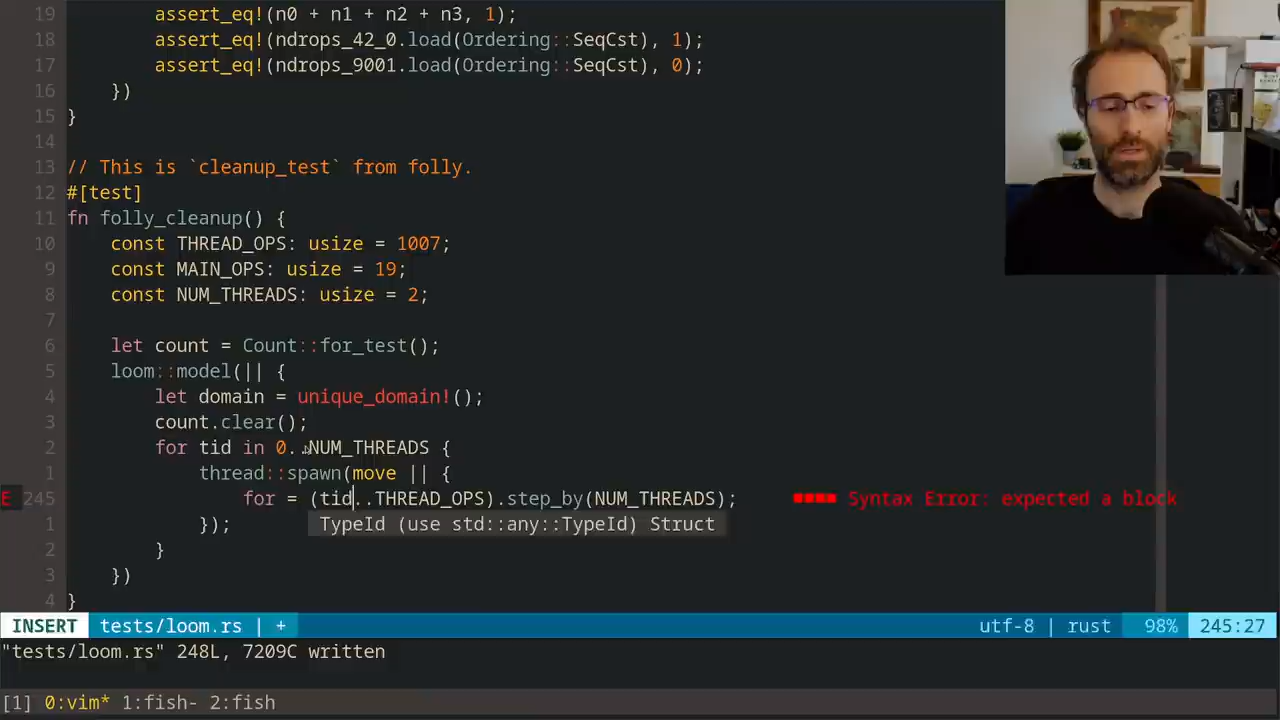 19         assert_eq!(n0 + n1 + n2 + n3, 1);
18         assert_eq!(ndrops_42_0.load(Ordering::SeqCst), 1);
17         assert_eq!(ndrops_9001.load(Ordering::SeqCst), 0);
16     })
15 }
14
13 // This is `cleanup_test` from folly.
12 #[test]
11 fn folly_cleanup() {
10     const THREAD_OPS: usize = 1007;
9     const MAIN_OPS: usize = 19;
8     const NUM_THREADS: usize = 2;
7
6     let count = Count::for_test();
5     loom::model(|| {
4         let domain = unique_domain!();
3         count.clear();
2         for tid in 0..NUM_THREADS {
1             thread::spawn(move || {
E 245                 for = (tid..THREAD_OPS).step_by(NUM_THREADS);     ■■■■ Syntax Error: expected a block
1             });     TypeId (use std::any::TypeId) Struct
2         }
3     })
4 }
INSERT tests/loom.rs | + utf-8 | rust 98% 245:27
"tests/loom.rs" 248L, 7209C written
[1] 0:vim* 1:fish- 2:fish